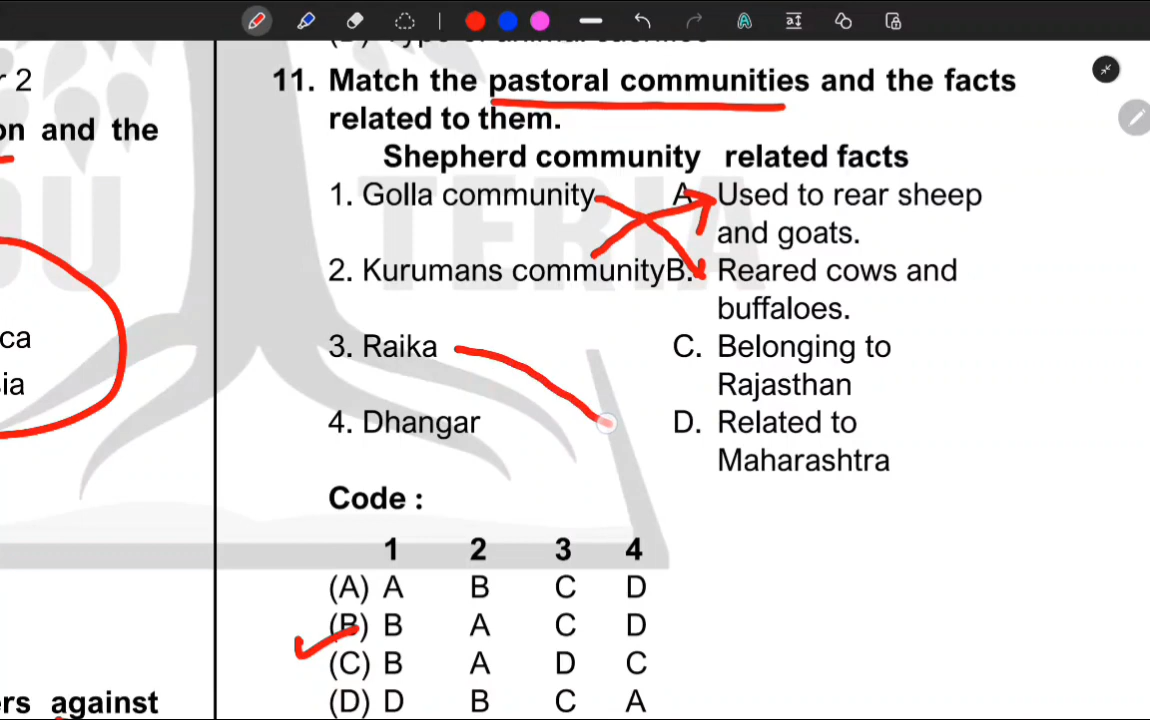 r 2
on and the
ca
sia
rs against
11. Match the pastoral communities and the facts
related to them.
Shepherd community related facts
1. Golla community A. Used to rear sheep
and goats.
2. Kurumans community B. Reared cows and
buffaloes.
3. Raika C. Belonging to
Rajasthan
4. Dhangar D. Related to
Maharashtra
Code :
1 2 3 4
(A) A B C D
(B) B A C D
(C) B A D C
(D) D B C A
TERIA